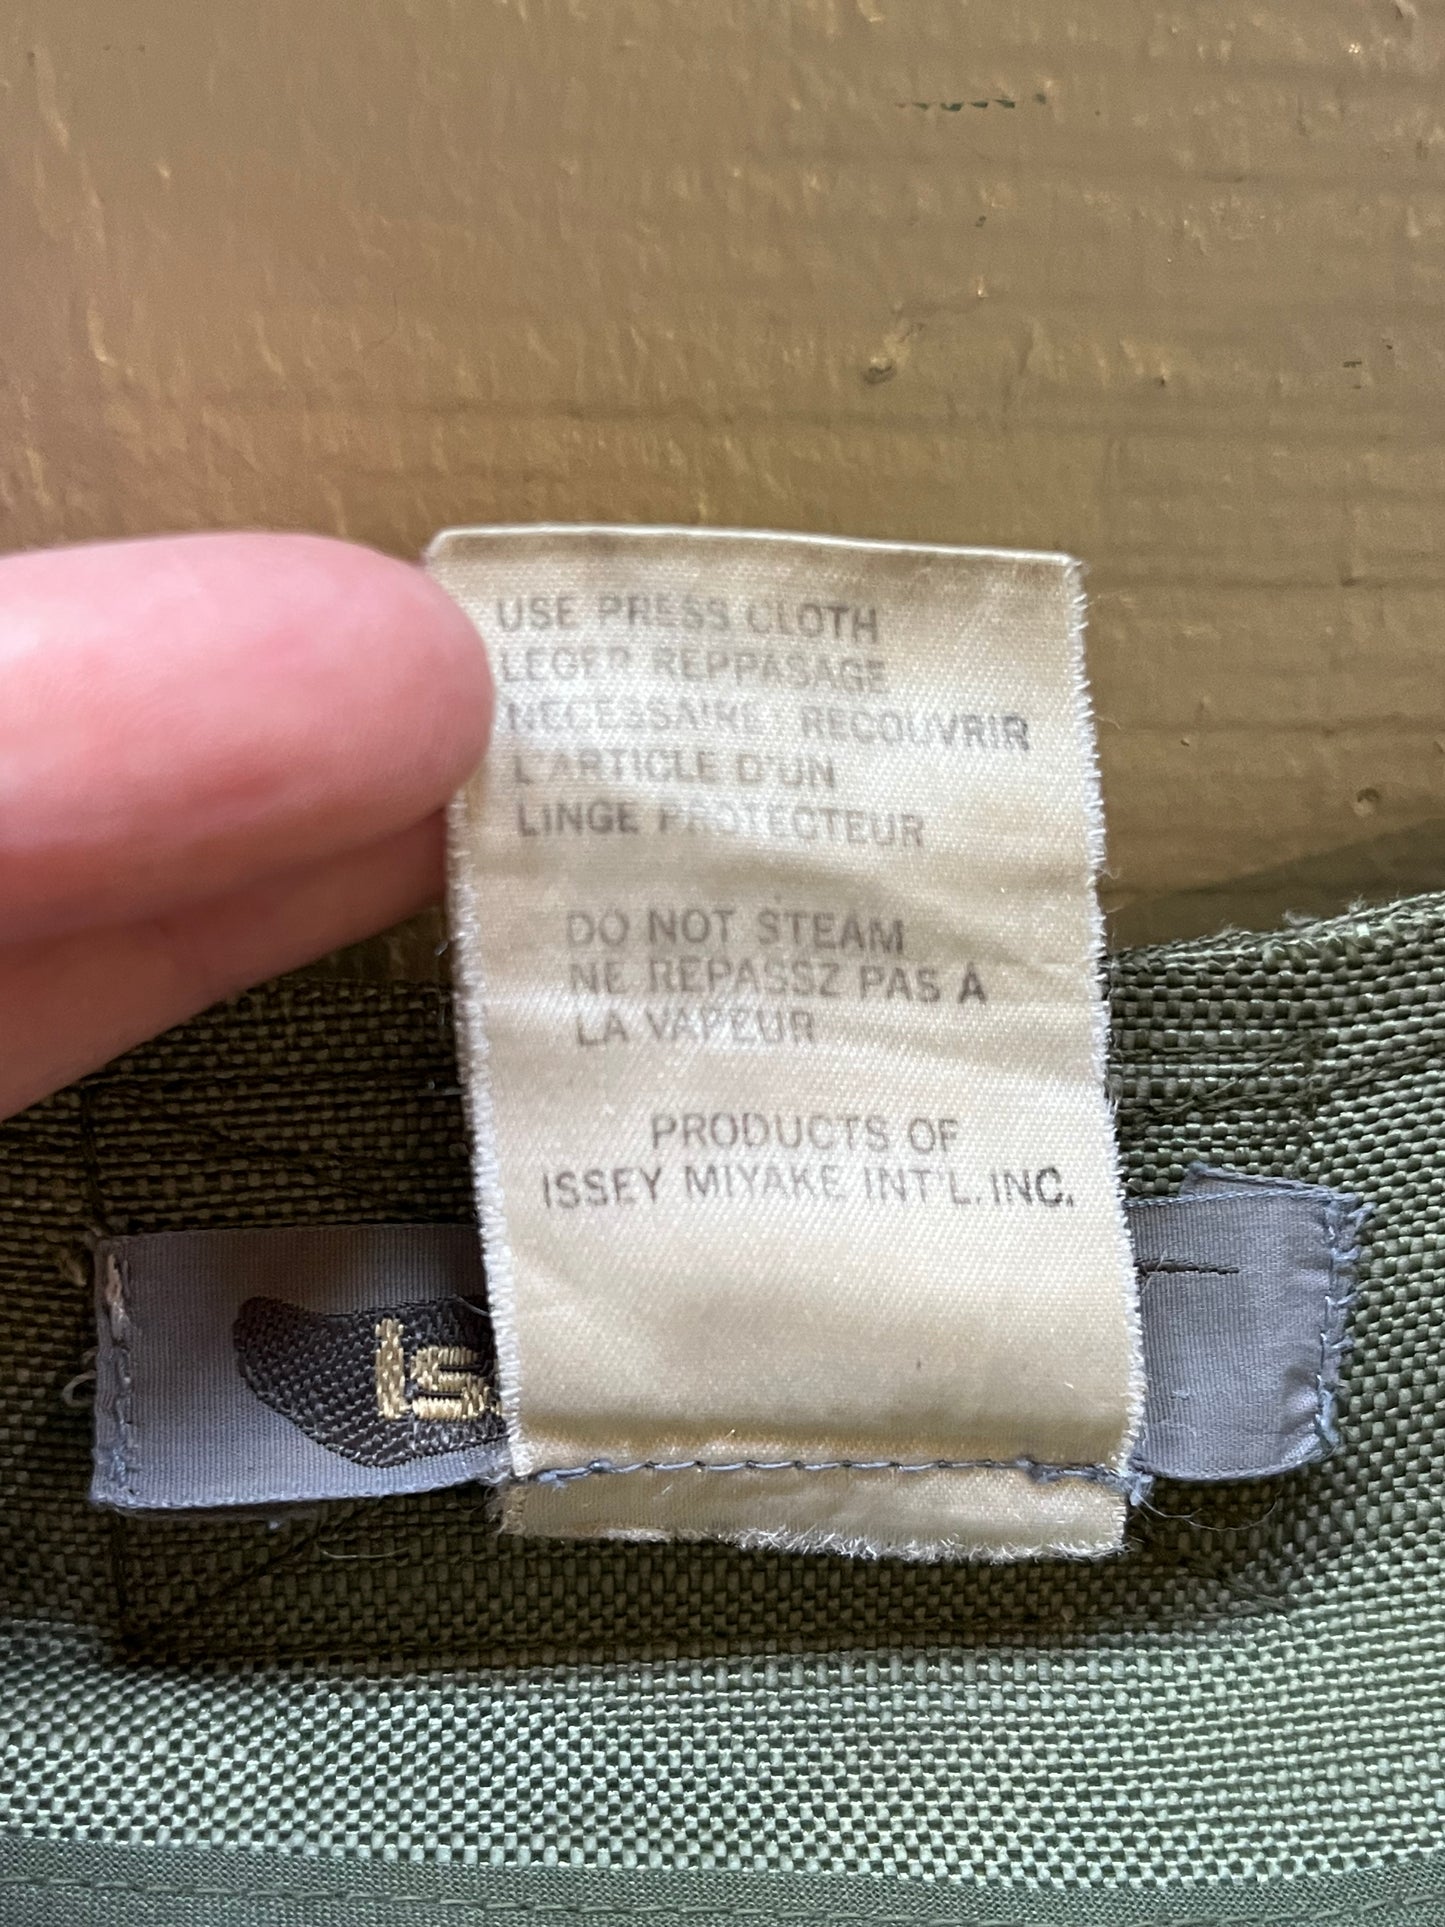 USE PRESS CLOTH
LEGER REPPASAGE
NECESSAIRE: RECOUVRIR
L'ARTICLE D'UN
LINGE PROTECTEUR
DO NOT STEAM
NE REPASSZ PAS A
LA VAPEUR
PRODUCTS OF
ISSEY MIYAKE INT'L. INC.
Is.